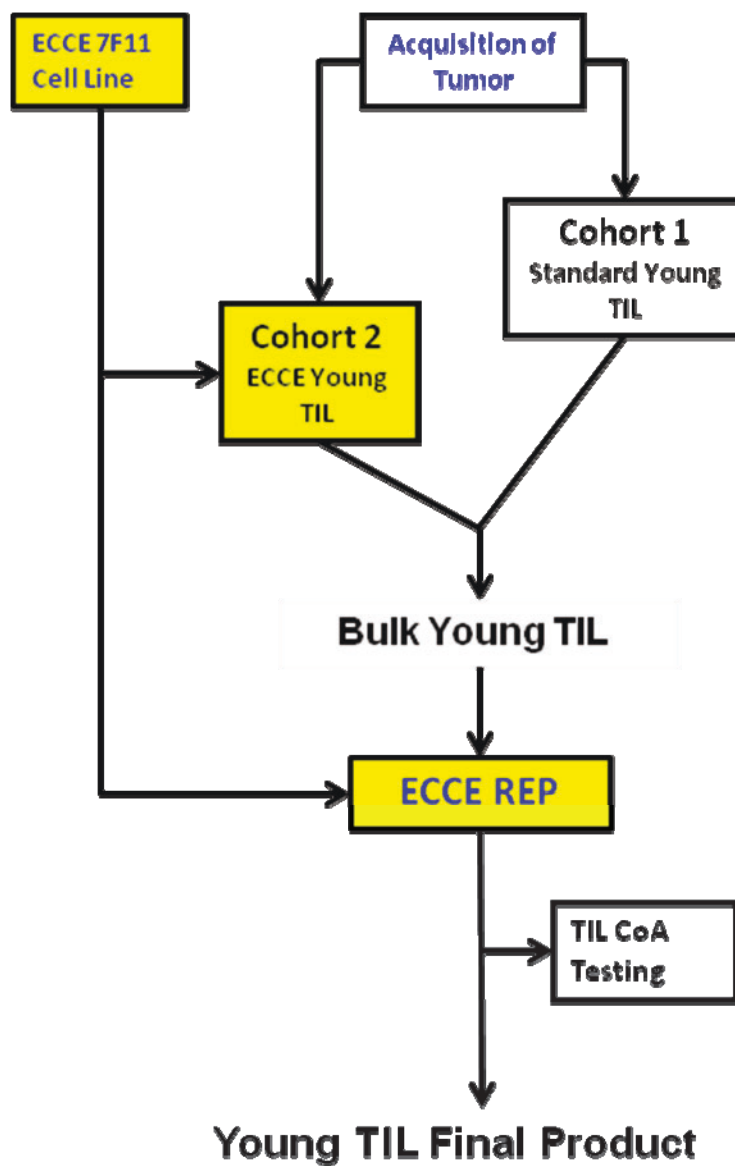 ECCE 7F11
Cell Line
Acquisition of
Tumor
Cohort 1
Standard Young
TIL
Cohort 2
ECCE Young
TIL
Bulk Young TIL
ECCE REP
TIL CoA
Testing
Young TIL Final Product